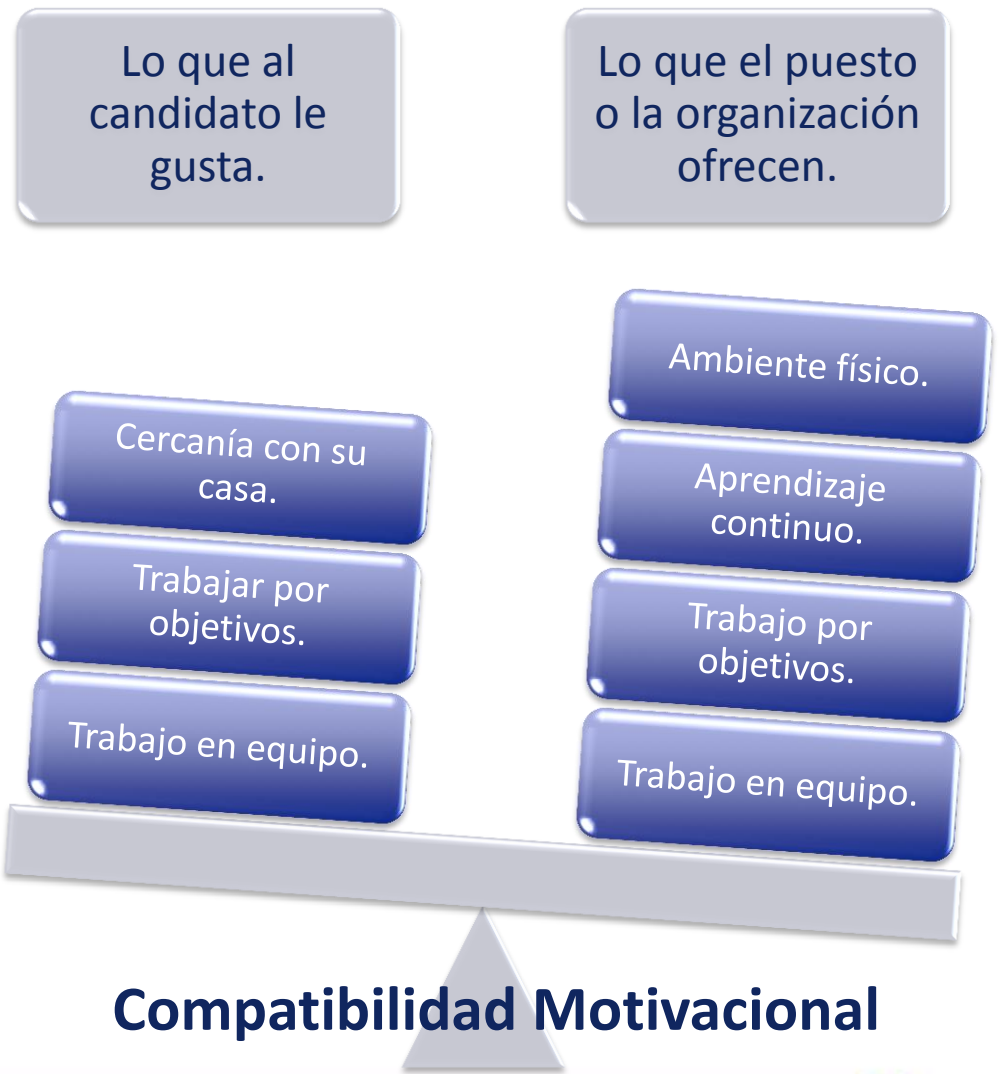 Lo que al
candidato le
gusta.
Lo que el puesto
o la organización
ofrecen.
Cercanía con su
casa.
Trabajar por
objetivos.
Trabajo en equipo.
Ambiente físico.
Aprendizaje
continuo.
Trabajo por
objetivos.
Trabajo en equipo.
Compatibilidad Motivacional